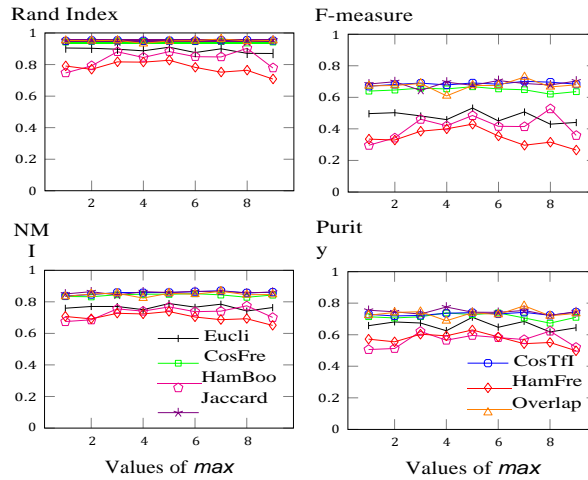 Rand Index
1
0.8
0.6
0.4
0.2
0
2 4 6 8
F-measure
1
0.8
0.6
0.4
0.2
0
2 4 6 8
NM
I
1
0.8
0.6
0.4
0.2
0
2 4 6 8
Eucli
CosFre
HamBoo
Jaccard
Values of max
Purit
y
1
0.8
0.6
0.4
0.2
0
2 4 6 8
CosTfI
HamFre
Overlap
Values of max